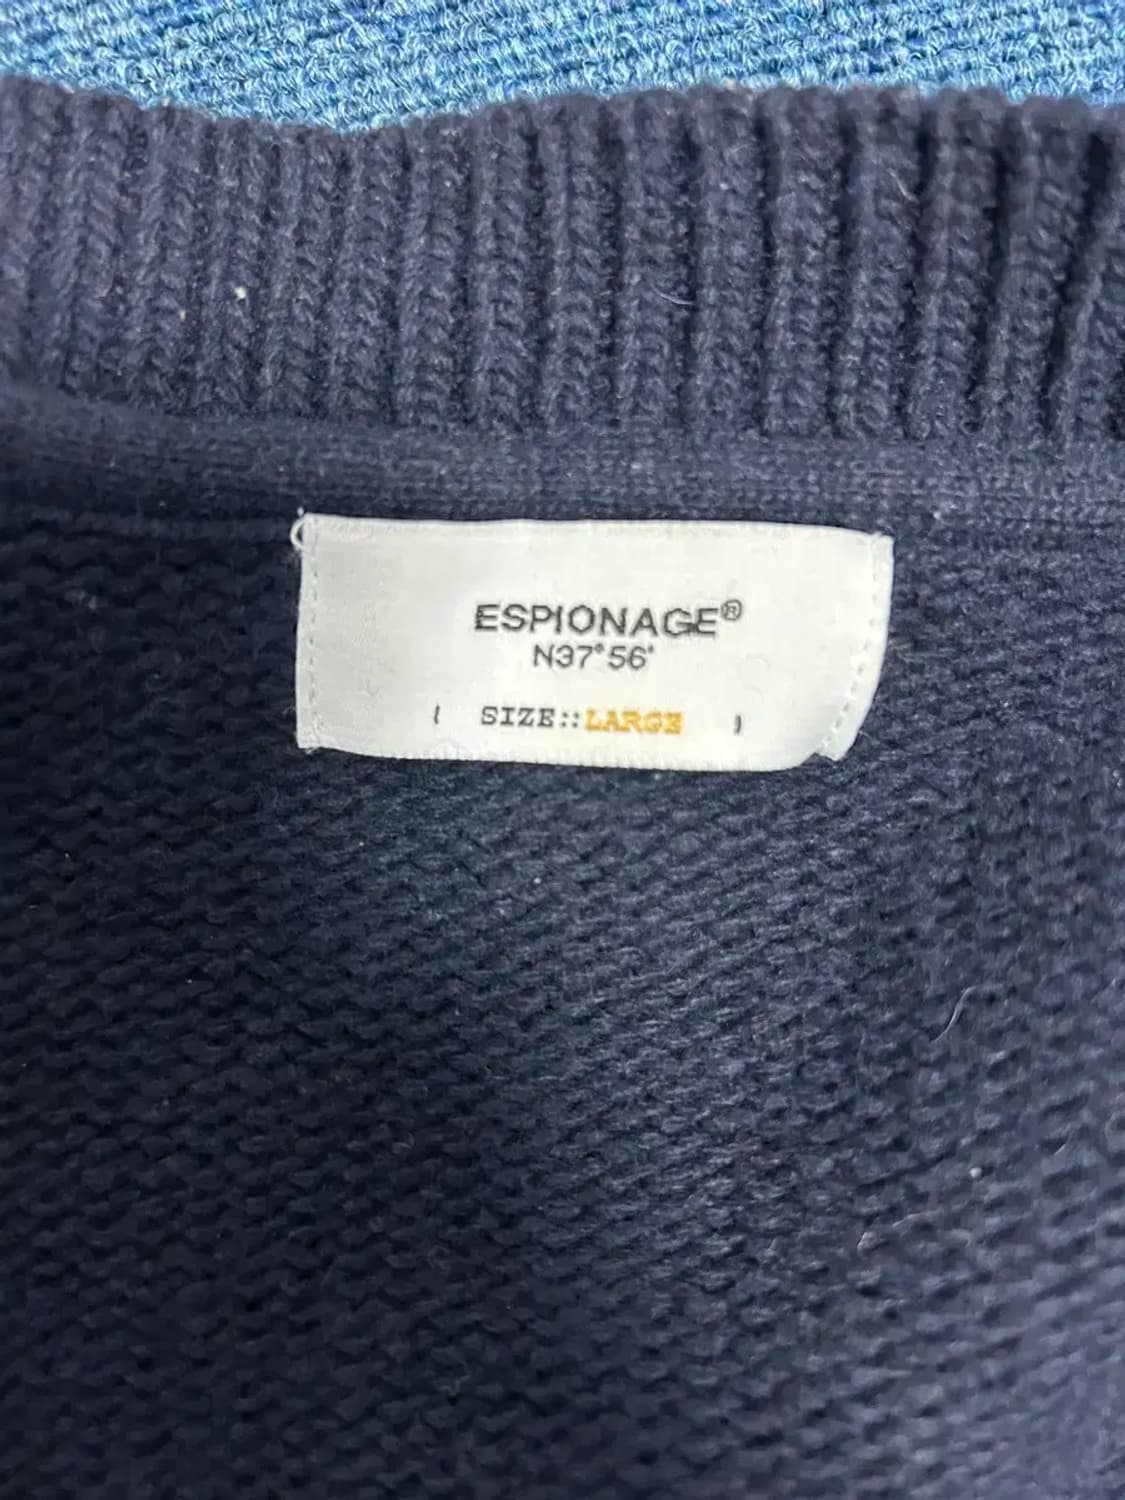 ESPIONAGE®
N37°56'
( SIZE::LARGE )